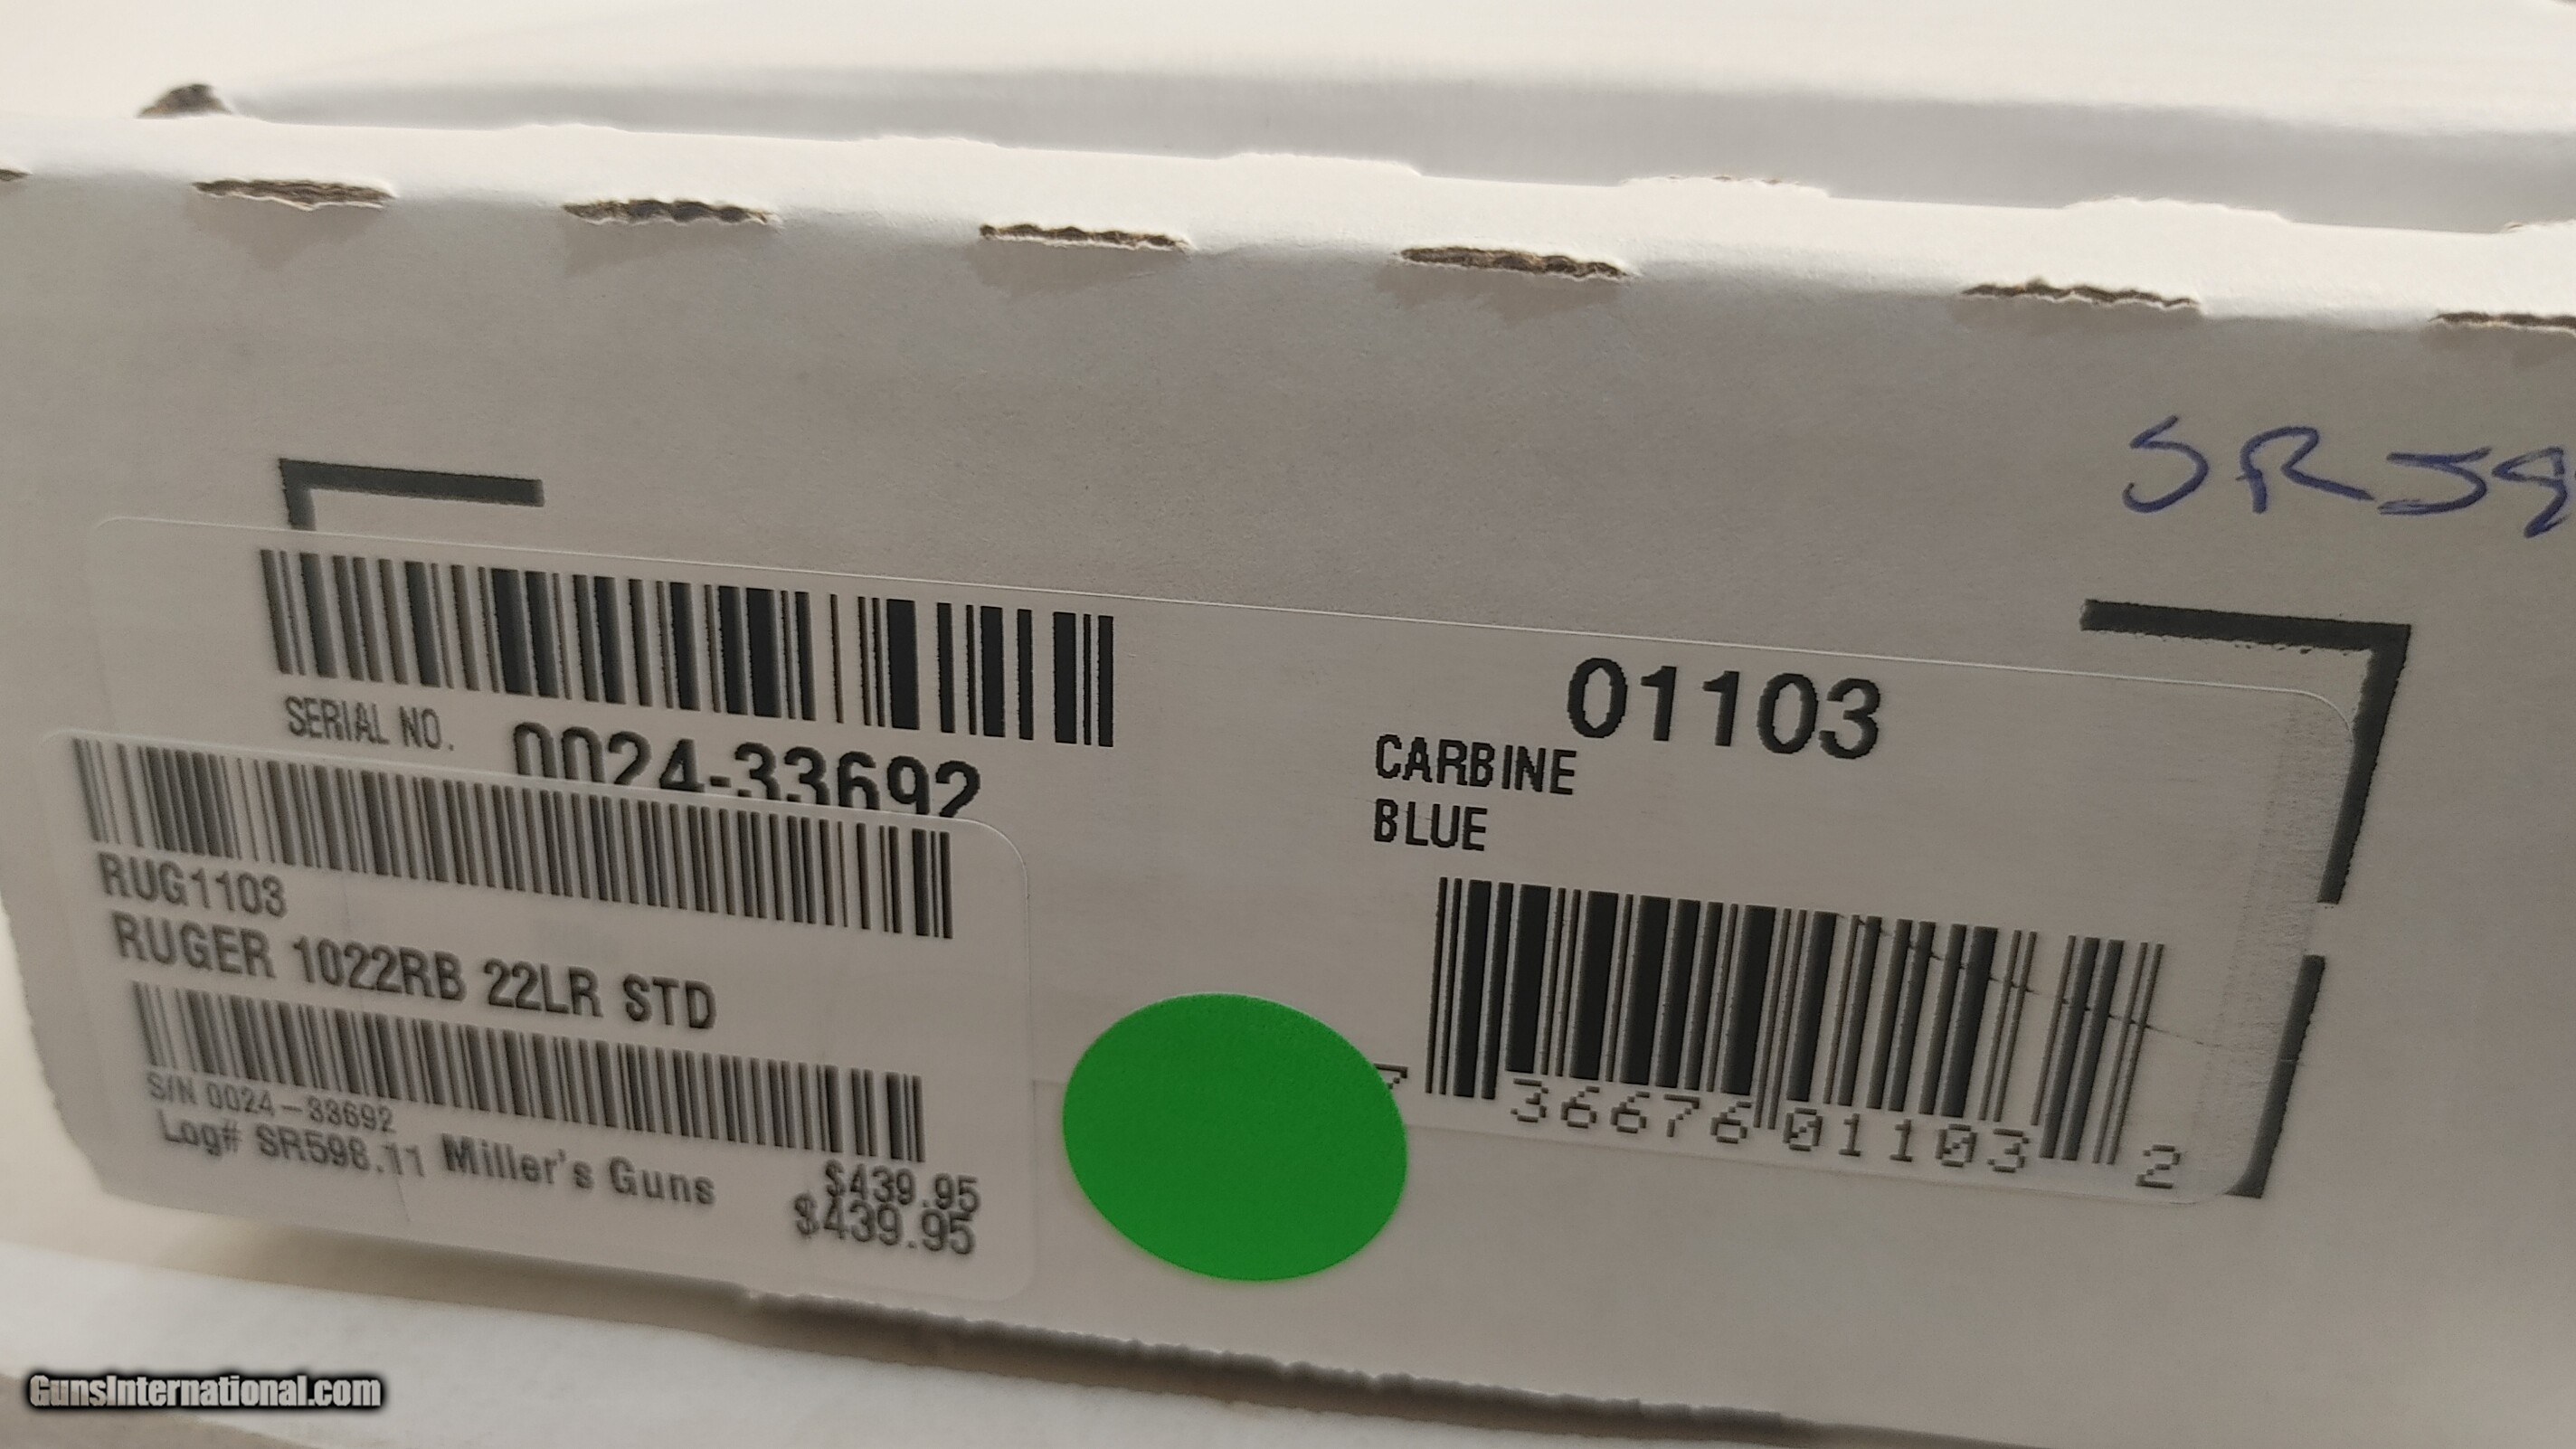 SR59
SERIAL NO. 0024-33692
01103
CARBINE
BLUE
7 36676 01103 2
RUG1103
RUGER 1022RB 22LR STD
S/N 0024-33692
Log# SR598.11 Miller's Guns
$439.95
$439.95
GunsInternational.com